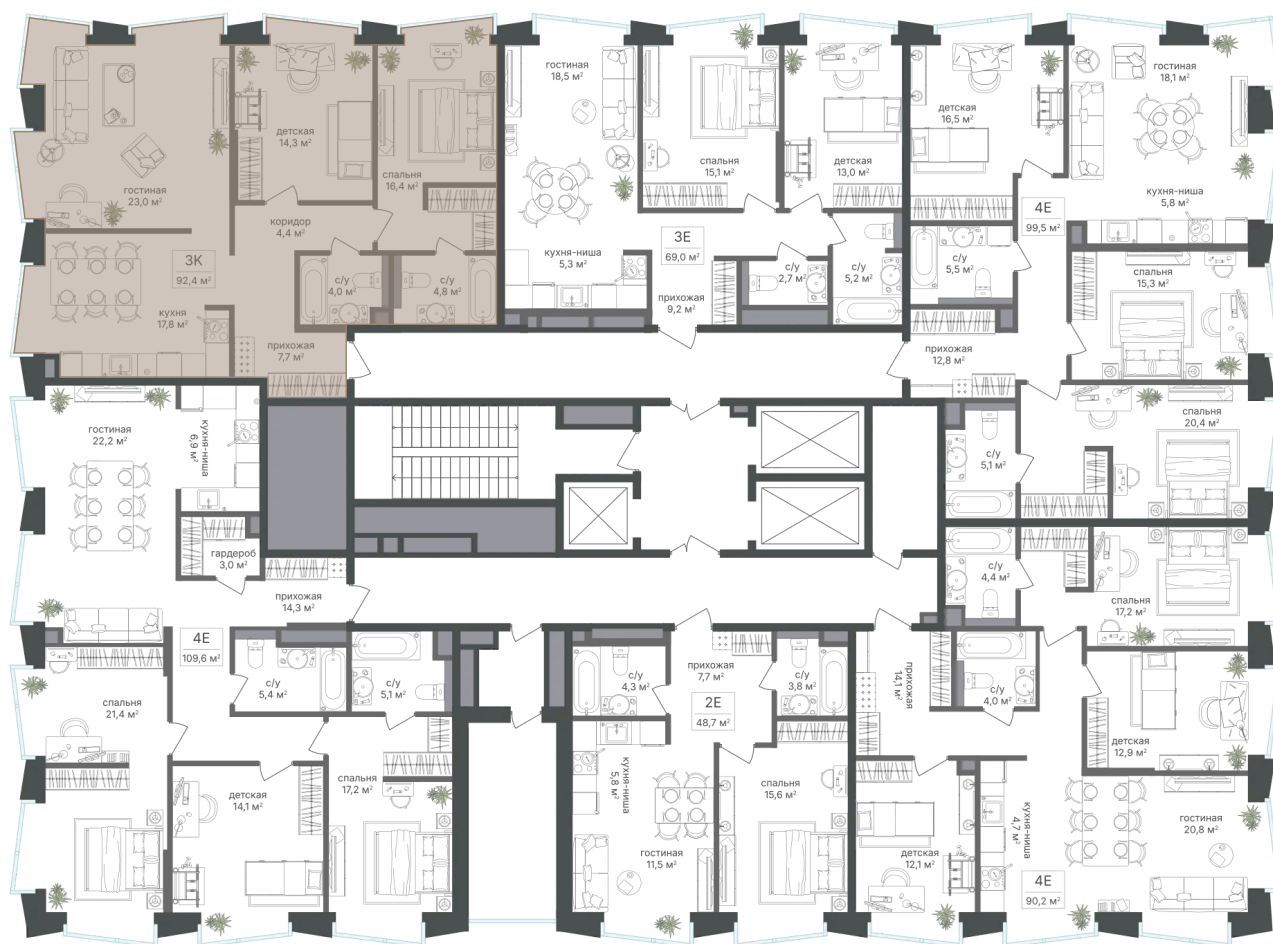 гостиная
23,0 м²
детская
14,3 м²
спальня
16,4 м²
коридор
4,4 м²
3К
92,4 м²
кухня
17,8 м²
с/у
4,0 м²
с/у
4,8 м²
прихожая
7,7 м²
гостиная
18,5 м²
спальня
15,1 м²
детская
13,0 м²
кухня-ниша
5,3 м²
3Е
69,0 м²
прихожая
9,2 м²
с/у
2,7 м²
с/у
5,2 м²
детская
16,5 м²
гостиная
18,1 м²
кухня-ниша
5,8 м²
4Е
99,5 м²
с/у
5,5 м²
спальня
15,3 м²
прихожая
12,8 м²
спальня
20,4 м²
с/у
5,1 м²
гостиная
22,2 м²
кухня-ниша
6,9 м²
гардероб
3,0 м²
прихожая
14,3 м²
4Е
109,6 м²
с/у
5,4 м²
с/у
5,1 м²
спальня
21,4 м²
детская
14,1 м²
спальня
17,2 м²
с/у
4,3 м²
прихожая
7,7 м²
2Е
48,7 м²
с/у
3,8 м²
кухня-ниша
5,8 м²
гостиная
11,5 м²
спальня
15,6 м²
с/у
4,4 м²
спальня
17,2 м²
прихожая
14,1 м²
с/у
4,0 м²
детская
12,9 м²
детская
12,1 м²
кухня-ниша
4,7 м²
гостиная
20,8 м²
4Е
90,2 м²